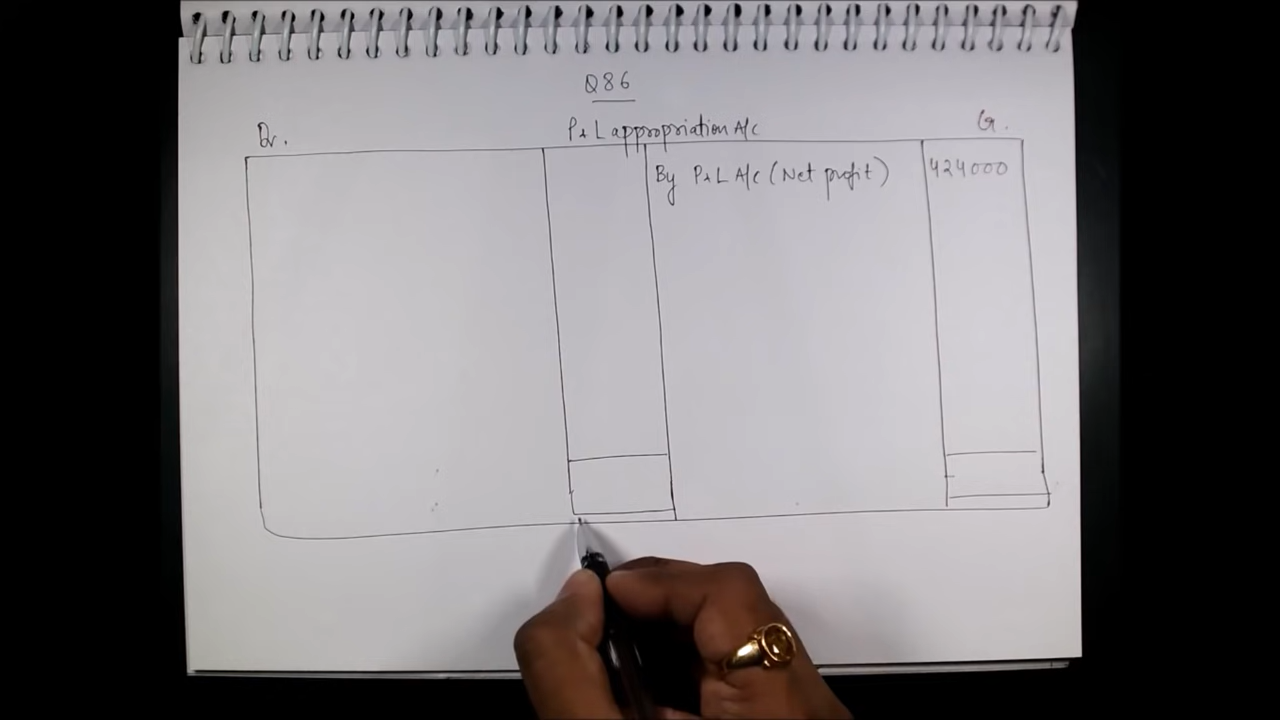 Q86
Dr. P & L appropriation A/c Cr.
By P & L A/c (Net profit) 424000